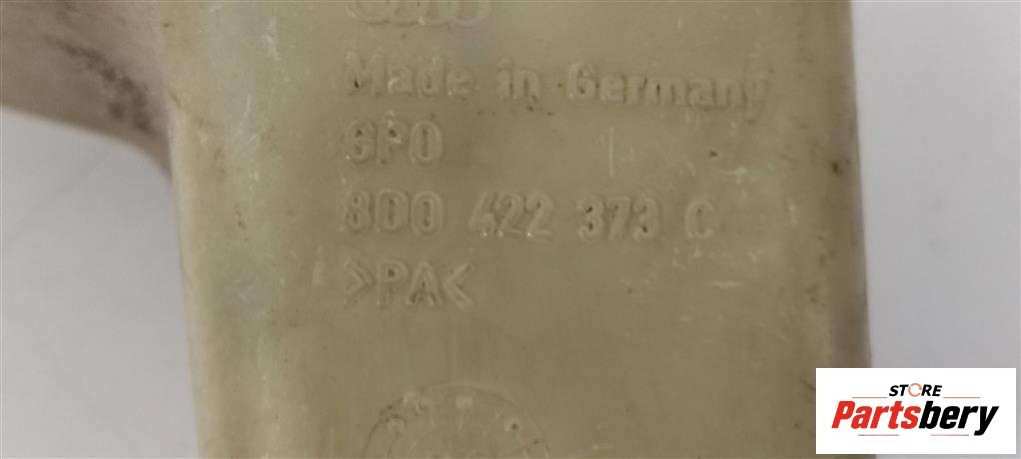 Made in Germany
GPO
8D0 422 373 C
>PA<
STORE
Partsbery